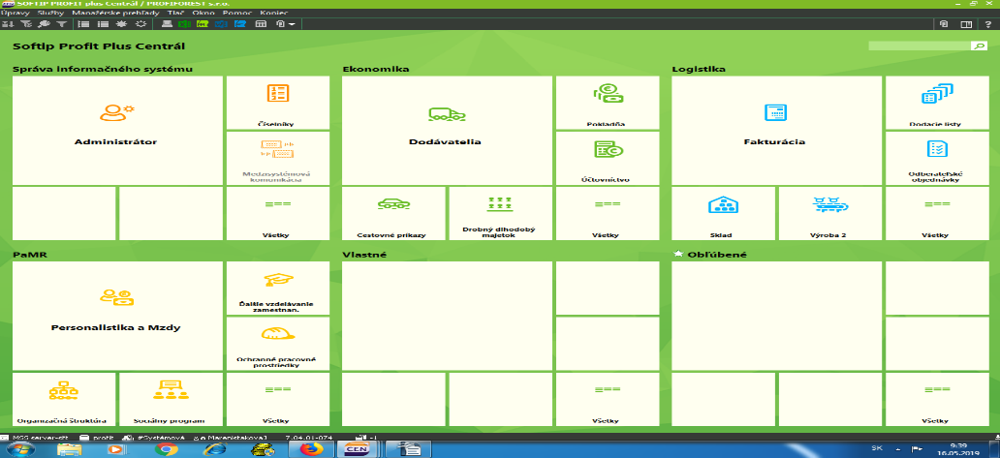 SOFTIP PROFIT plus Centrál / PROFIFOREST s.r.o.
Úpravy Služby Manažérske prehľady Tlač Okno Pomoc Koniec
Softip Profit Plus Centrál
Správa informačného systému
Administrátor
Číselníky
Medzisystémová
komunikácia
Všetky
Ekonomika
Dodávatelia
Pokladňa
Účtovníctvo
Cestovné príkazy
Drobný dlhodobý
majetok
Všetky
Logistika
Fakturácia
Dodacie listy
Odberateľské
objednávky
Sklad
Výroba 2
Všetky
PaMR
Personalistika a Mzdy
Ďalšie vzdelávanie
zamestnan.
Ochranné pracovné
prostriedky
Organizačná štruktúra
Sociálny program
Všetky
Vlastné
Všetky
Obľúbené
Všetky
MSS server-sft profit #Systémová 7.04.01-074 -1
CEN
SK
9:39
16.05.2019